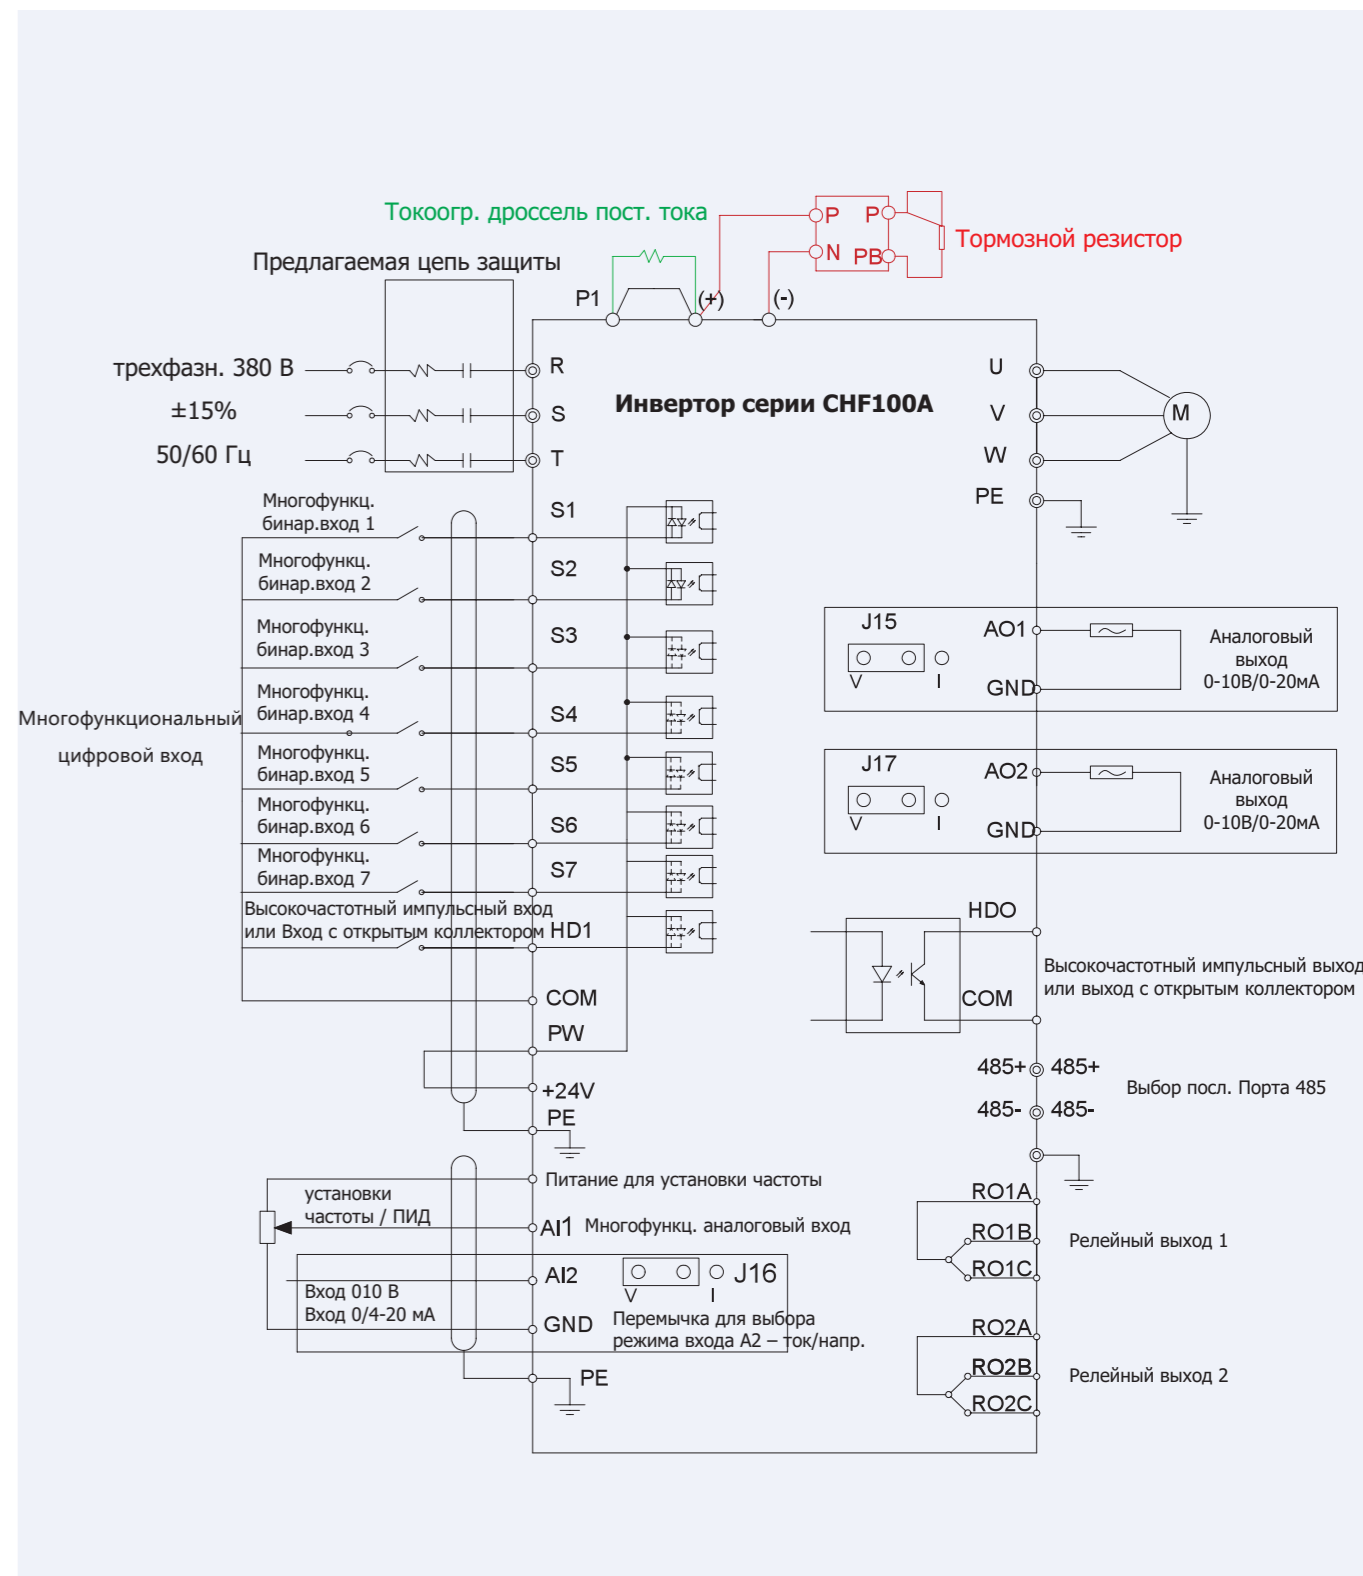 Токоогр. дроссель пост. тока
P P
N PB
Тормозной резистор
Предлагаемая цепь защиты
P1 (+) (-)
трехфазн. 380 В
±15%
50/60 Гц
R
S
T
Инвертор серии CHF100A
U
V
W
PE
M
Многофункц.
бинар.вход 1
S1
Многофункц.
бинар.вход 2
S2
Многофункц.
бинар.вход 3
S3
Многофункц.
бинар.вход 4
S4
Многофункциональный
цифровой вход
Многофункц.
бинар.вход 5
S5
Многофункц.
бинар.вход 6
S6
Многофункц.
бинар.вход 7
S7
Высокочастотный импульсный вход
или Вход с открытым коллектором
HD1
COM
PW
+24V
PE
J15
V I
AO1
GND
Аналоговый
выход
0-10В/0-20мА
J17
V I
AO2
GND
Аналоговый
выход
0-10В/0-20мА
HDO
COM
Высокочастотный импульсный выход
или выход с открытым коллектором
485+ 485+
485- 485-
Выбор посл. Порта 485
Питание для установки частоты
установки
частоты / ПИД
AI1 Многофункц. аналоговый вход
AI2
J16
V I
Вход 010 В
Вход 0/4-20 мА
GND
Перемычка для выбора
режима входа А2 – ток/напр.
PE
RO1A
RO1B
RO1C
Релейный выход 1
RO2A
RO2B
RO2C
Релейный выход 2